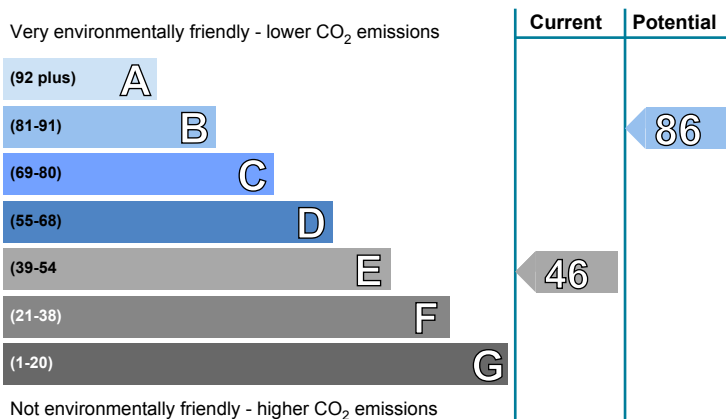 Current Potential
Very environmentally friendly - lower CO2 emissions
(92 plus) A
(81-91) B
86
(69-80) C
(55-68) D
(39-54 E
46
(21-38) F
(1-20) G
Not environmentally friendly - higher CO2 emissions